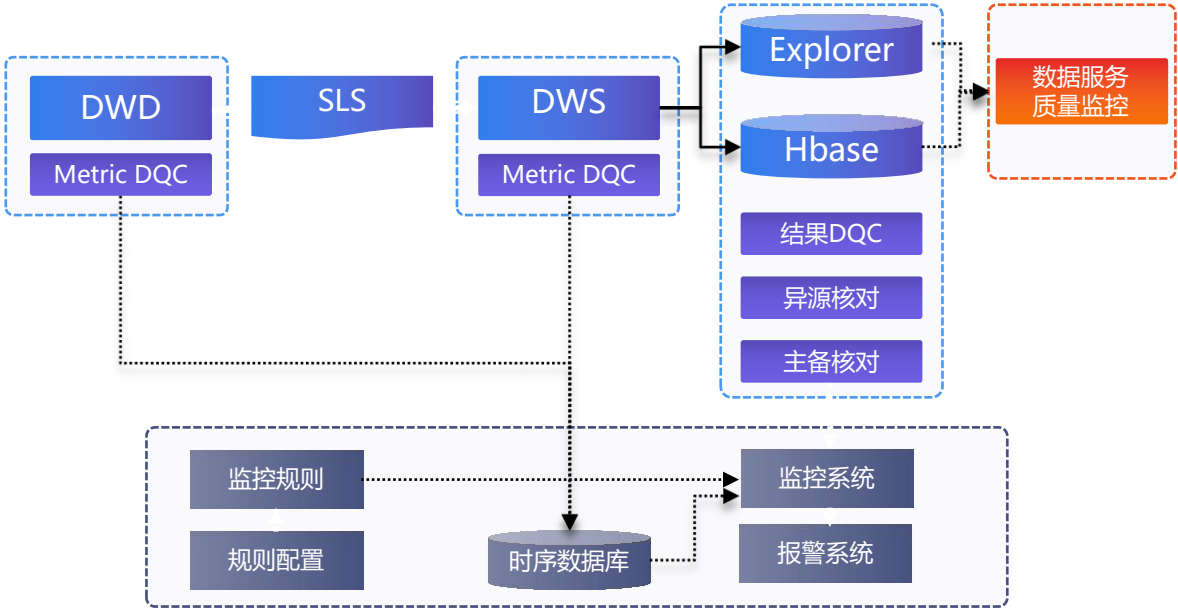 DWD
Metric DQC
SLS
DWS
Metric DQC
Explorer
Hbase
结果DQC
异源核对
主备核对
数据服务
质量监控
监控规则
规则配置
时序数据库
监控系统
报警系统